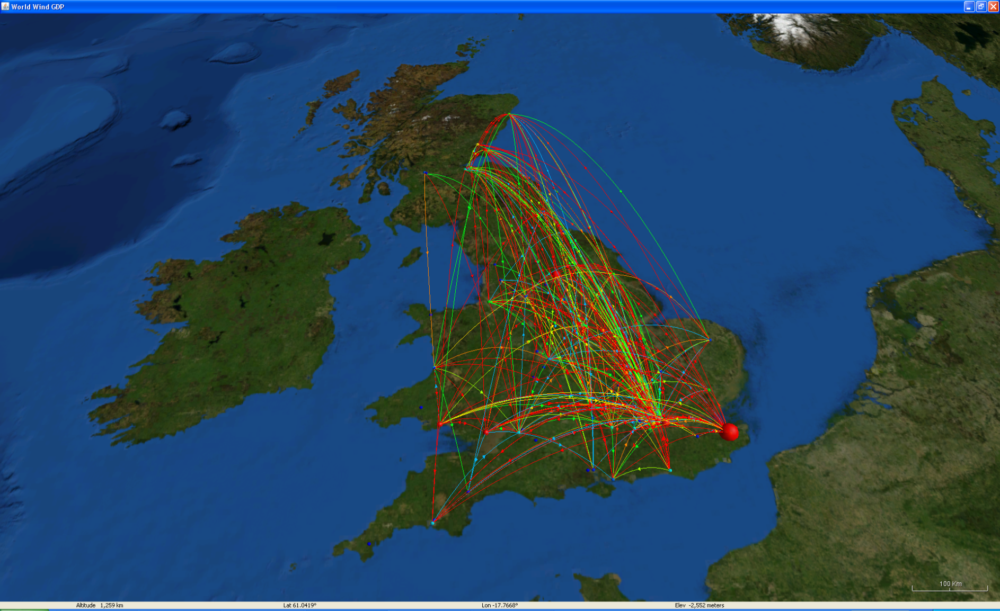 World Wind GDP
100 Km
Altitude 1,259 km Lat 61.0419° Lon -17.7668° Elev -2,552 meters